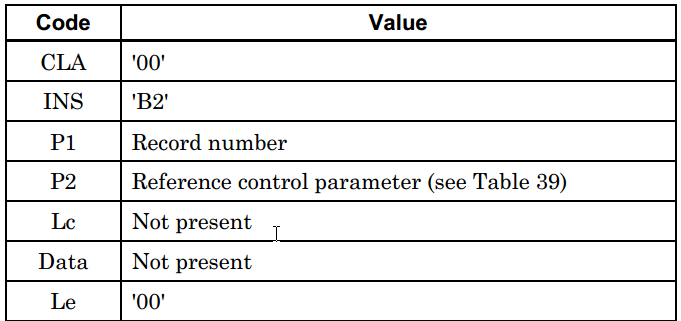 Code Value
CLA '00'
INS 'B2'
P1 Record number
P2 Reference control parameter (see Table 39)
Lc Not present
Data Not present
Le '00'